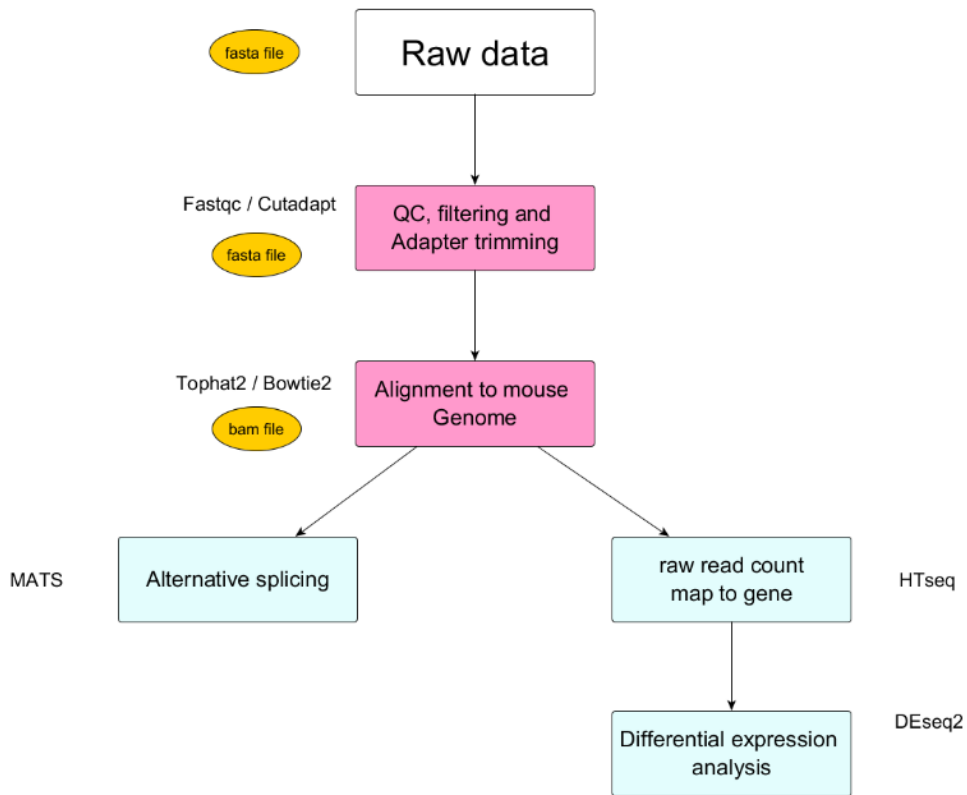 fasta file
Raw data
Fastqc / Cutadapt
fasta file
QC, filtering and
Adapter trimming
Tophat2 / Bowtie2
bam file
Alignment to mouse
Genome
MATS
Alternative splicing
raw read count
map to gene
HTseq
DEseq2
Differential expression
analysis